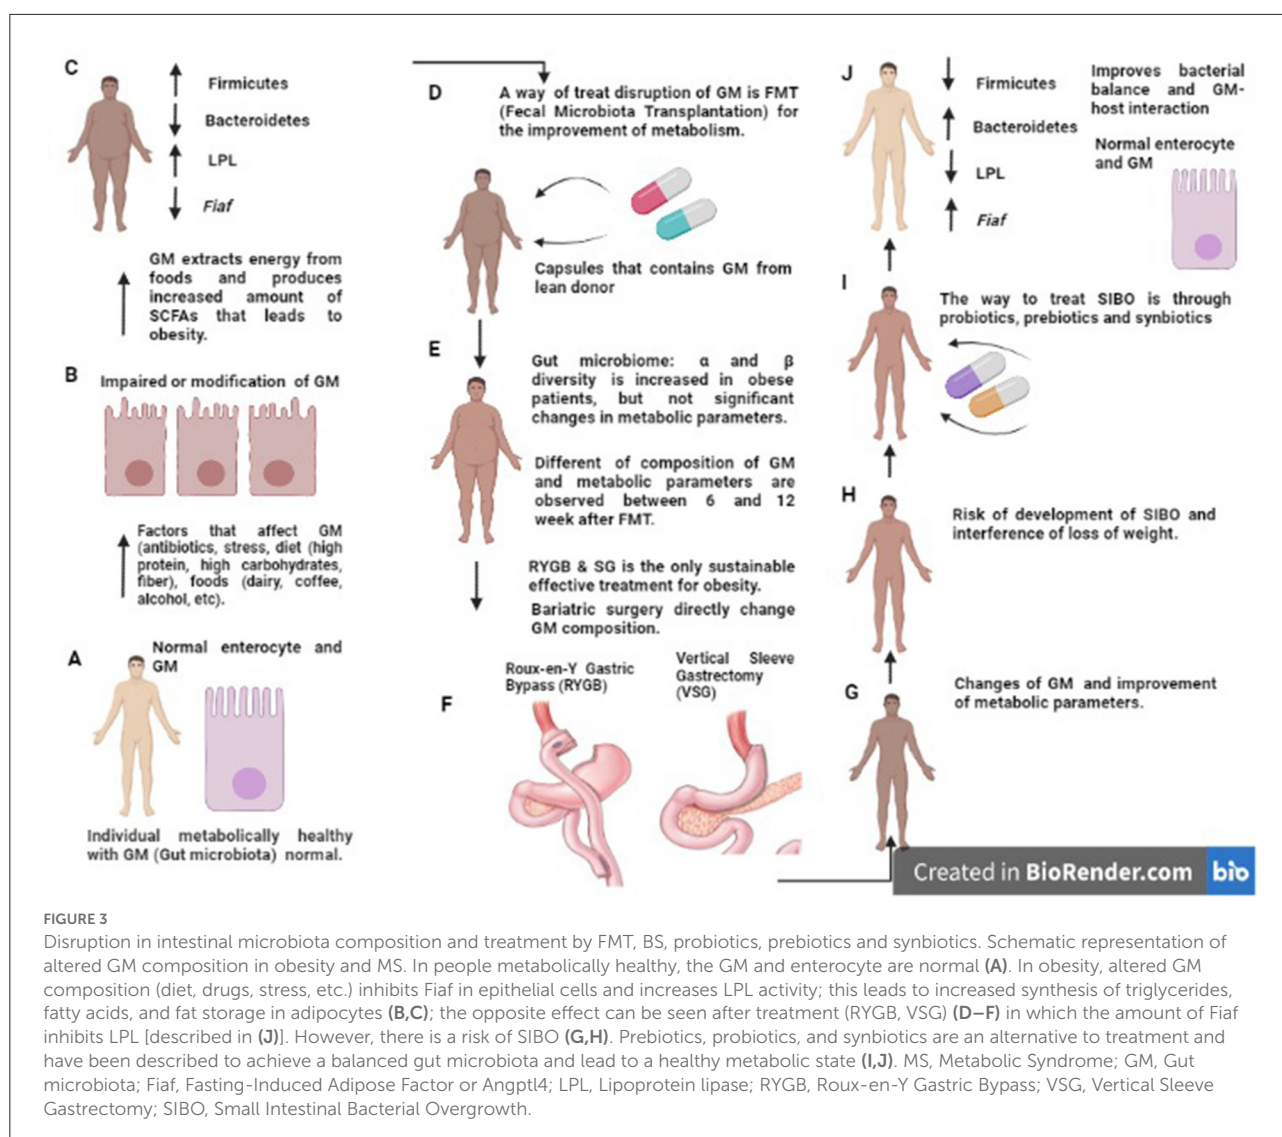 C
Firmicutes
Bacteroidetes
LPL
Fiaf
GM extracts energy from
foods and produces
increased amount of
SCFAs that leads to
obesity.
B
Impaired or modification of GM
Factors that affect GM
(antibiotics, stress, diet (high
protein, high carbohydrates,
fiber), foods (dairy, coffee,
alcohol, etc).
A
Normal enterocyte and
GM
Individual metabolically healthy
with GM (Gut microbiota) normal.
D
A way of treat disruption of GM is FMT
(Fecal Microbiota Transplantation) for
the improvement of metabolism.
Capsules that contains GM from
lean donor
E
Gut microbiome: α and β
diversity is increased in obese
patients, but not significant
changes in metabolic parameters.
Different of composition of GM
and metabolic parameters are
observed between 6 and 12
week after FMT.
RYGB & SG is the only sustainable
effective treatment for obesity.
Bariatric surgery directly change
GM composition.
F
Roux-en-Y Gastric
Bypass (RYGB)
Vertical Sleeve
Gastrectomy
(VSG)
J
Firmicutes
Bacteroidetes
LPL
Fiaf
Improves bacterial
balance and GM-
host interaction
Normal enterocyte
and GM
I
The way to treat SIBO is through
probiotics, prebiotics and synbiotics
H
Risk of development of SIBO and
interference of loss of weight.
G
Changes of GM and improvement
of metabolic parameters.
Created in BioRender.com bio
FIGURE 3
Disruption in intestinal microbiota composition and treatment by FMT, BS, probiotics, prebiotics and synbiotics. Schematic representation of
altered GM composition in obesity and MS. In people metabolically healthy, the GM and enterocyte are normal (A). In obesity, altered GM
composition (diet, drugs, stress, etc.) inhibits Fiaf in epithelial cells and increases LPL activity; this leads to increased synthesis of triglycerides,
fatty acids, and fat storage in adipocytes (B,C); the opposite effect can be seen after treatment (RYGB, VSG) (D–F) in which the amount of Fiaf
inhibits LPL [described in (J)]. However, there is a risk of SIBO (G,H). Prebiotics, probiotics, and synbiotics are an alternative to treatment and
have been described to achieve a balanced gut microbiota and lead to a healthy metabolic state (I,J). MS, Metabolic Syndrome; GM, Gut
microbiota; Fiaf, Fasting-Induced Adipose Factor or Angptl4; LPL, Lipoprotein lipase; RYGB, Roux-en-Y Gastric Bypass; VSG, Vertical Sleeve
Gastrectomy; SIBO, Small Intestinal Bacterial Overgrowth.